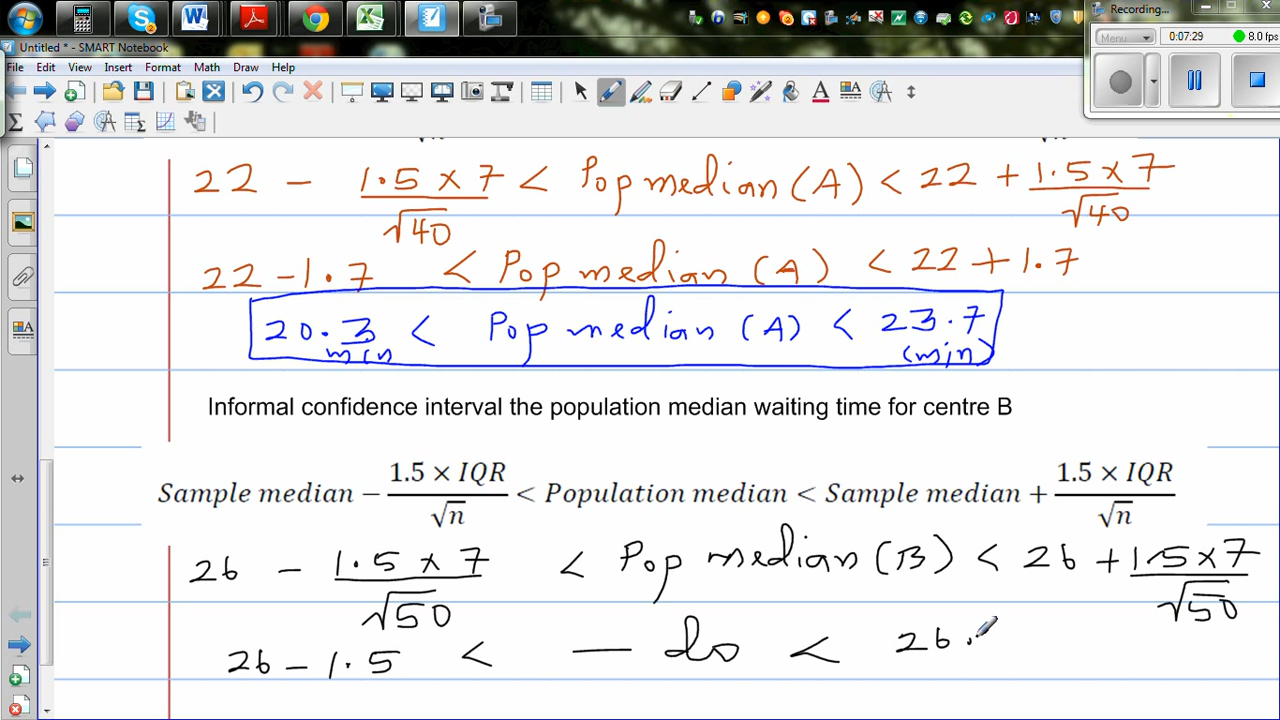 Recording...
Menu
0:07:29
8.0 fps
Untitled * - SMART Notebook
File Edit View Insert Format Math Draw Help
22 - 1.5 × 7 / √40 < Pop median (A) < 22 + 1.5 × 7 / √40
22 - 1.7 < Pop median (A) < 22 + 1.7
20.3 min < Pop median (A) < 23.7 (min)
Informal confidence interval the population median waiting time for centre B
Sample median − 1.5 × IQR / √n < Population median < Sample median + 1.5 × IQR / √n
26 - 1.5 × 7 / √50 < Pop median (B) < 26 + 1.5 × 7 / √50
26 - 1.5 < — do < 26.